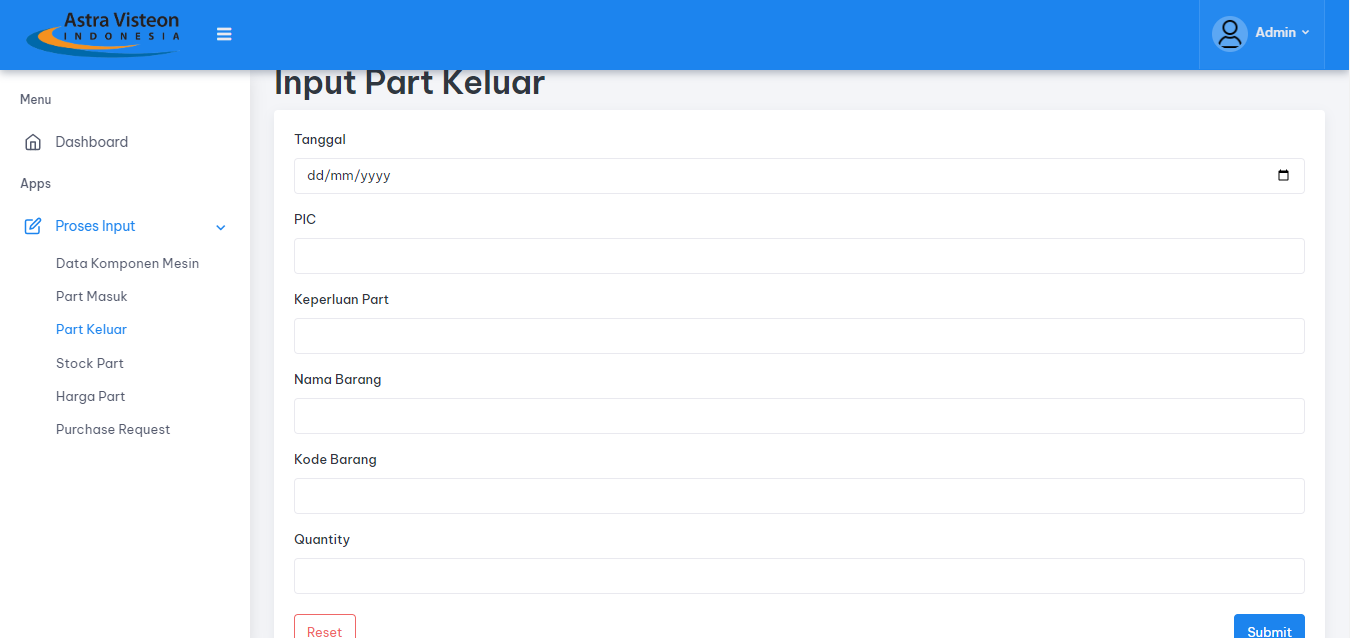 Astra Visteon
INDONESIA
Admin
Menu
Dashboard
Apps
Proses Input
Data Komponen Mesin
Part Masuk
Part Keluar
Stock Part
Harga Part
Purchase Request
Input Part Keluar
Tanggal
dd/mm/yyyy
PIC
Keperluan Part
Nama Barang
Kode Barang
Quantity
Reset
Submit